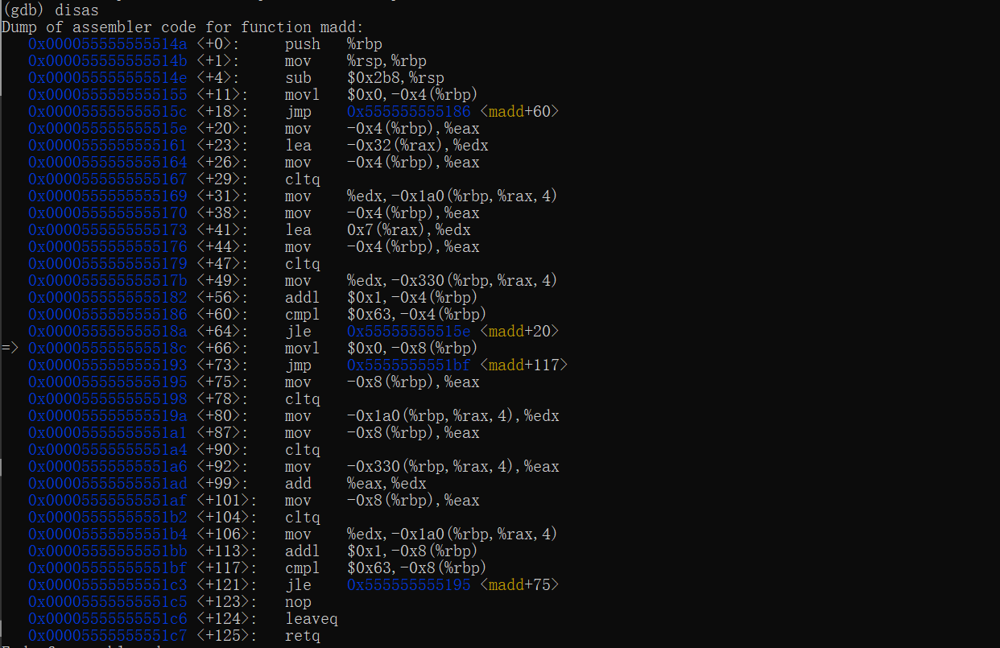 (gdb) disas
Dump of assembler code for function madd:
   0x000055555555514a <+0>:     push   %rbp
   0x000055555555514b <+1>:     mov    %rsp,%rbp
   0x000055555555514e <+4>:     sub    $0x2b8,%rsp
   0x0000555555555155 <+11>:    movl   $0x0,-0x4(%rbp)
   0x000055555555515c <+18>:    jmp    0x555555555186 <madd+60>
   0x000055555555515e <+20>:    mov    -0x4(%rbp),%eax
   0x0000555555555161 <+23>:    lea    -0x32(%rax),%edx
   0x0000555555555164 <+26>:    mov    -0x4(%rbp),%eax
   0x0000555555555167 <+29>:    cltq
   0x0000555555555169 <+31>:    mov    %edx,-0x1a0(%rbp,%rax,4)
   0x0000555555555170 <+38>:    mov    -0x4(%rbp),%eax
   0x0000555555555173 <+41>:    lea    0x7(%rax),%edx
   0x0000555555555176 <+44>:    mov    -0x4(%rbp),%eax
   0x0000555555555179 <+47>:    cltq
   0x000055555555517b <+49>:    mov    %edx,-0x330(%rbp,%rax,4)
   0x0000555555555182 <+56>:    addl   $0x1,-0x4(%rbp)
   0x0000555555555186 <+60>:    cmpl   $0x63,-0x4(%rbp)
   0x000055555555518a <+64>:    jle    0x55555555515e <madd+20>
=> 0x000055555555518c <+66>:    movl   $0x0,-0x8(%rbp)
   0x0000555555555193 <+73>:    jmp    0x5555555551bf <madd+117>
   0x0000555555555195 <+75>:    mov    -0x8(%rbp),%eax
   0x0000555555555198 <+78>:    cltq
   0x000055555555519a <+80>:    mov    -0x1a0(%rbp,%rax,4),%edx
   0x00005555555551a1 <+87>:    mov    -0x8(%rbp),%eax
   0x00005555555551a4 <+90>:    cltq
   0x00005555555551a6 <+92>:    mov    -0x330(%rbp,%rax,4),%eax
   0x00005555555551ad <+99>:    add    %eax,%edx
   0x00005555555551af <+101>:   mov    -0x8(%rbp),%eax
   0x00005555555551b2 <+104>:   cltq
   0x00005555555551b4 <+106>:   mov    %edx,-0x1a0(%rbp,%rax,4)
   0x00005555555551bb <+113>:   addl   $0x1,-0x8(%rbp)
   0x00005555555551bf <+117>:   cmpl   $0x63,-0x8(%rbp)
   0x00005555555551c3 <+121>:   jle    0x555555555195 <madd+75>
   0x00005555555551c5 <+123>:   nop
   0x00005555555551c6 <+124>:   leaveq
   0x00005555555551c7 <+125>:   retq